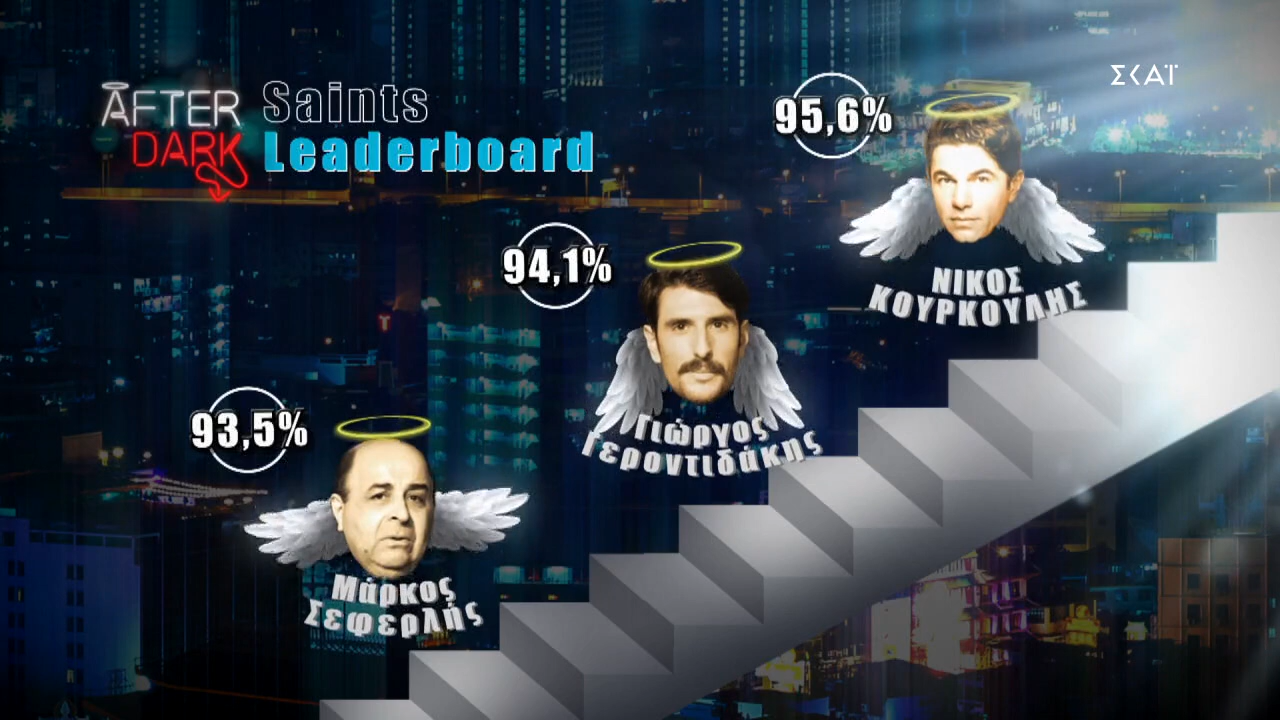 AFTER
DARK
Saints
Leaderboard
ΣΚΑΪ
95,6%
ΝΙΚΟΣ
ΚΟΥΡΚΟΥΛΗΣ
94,1%
Γιώργος
Γεροντιδάκης
93,5%
Μάρκος
Σεφερλής